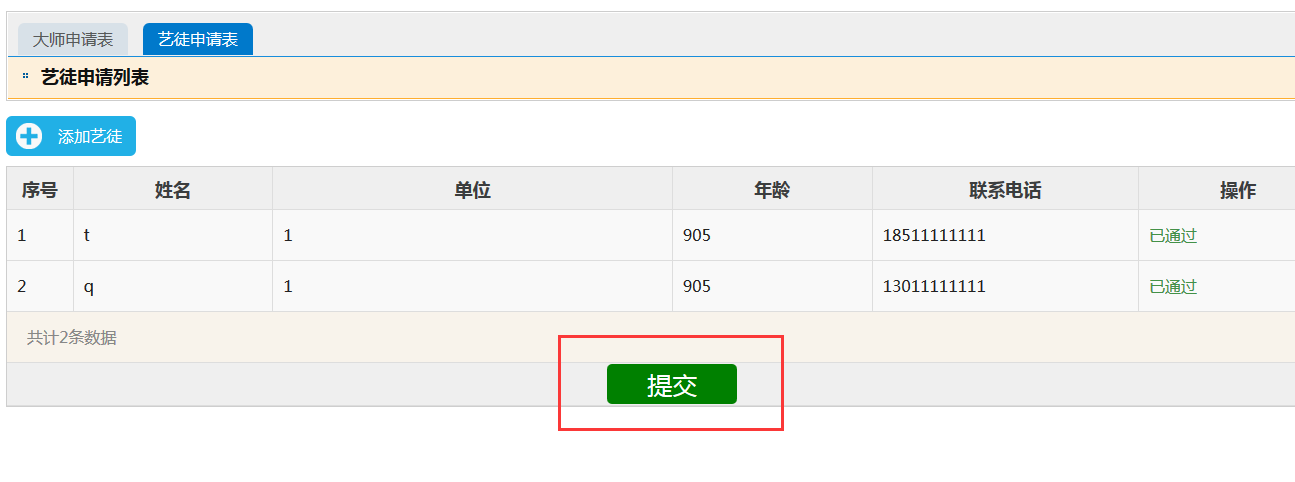 大师申请表 艺徒申请表
艺徒申请列表
添加艺徒
序号 姓名 单位 年龄 联系电话 操作
1 t 1 905 18511111111 已通过
2 q 1 905 13011111111 已通过
共计2条数据
提交